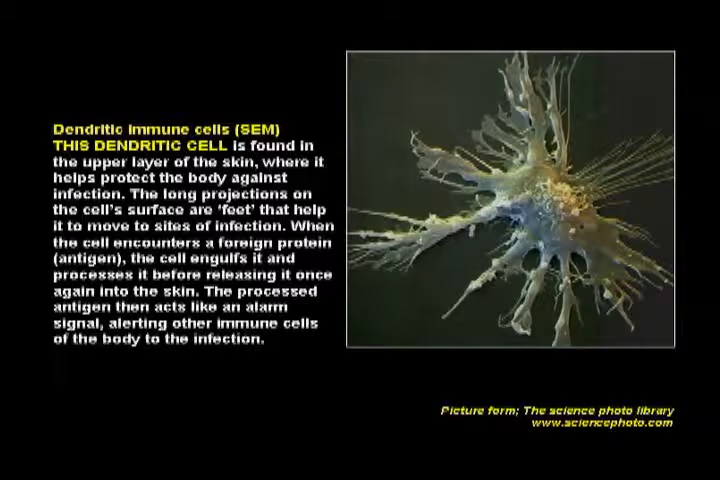 Dendritic immune cells (SEM)
THIS DENDRITIC CELL is found in
the upper layer of the skin, where it
helps protect the body against
infection. The long projections on
the cell's surface are 'feet' that help
it to move to sites of infection. When
the cell encounters a foreign protein
(antigen), the cell engulfs it and
processes it before releasing it once
again into the skin. The processed
antigen then acts like an alarm
signal, alerting other immune cells
of the body to the infection.
Picture form; The science photo library
www.sciencephoto.com